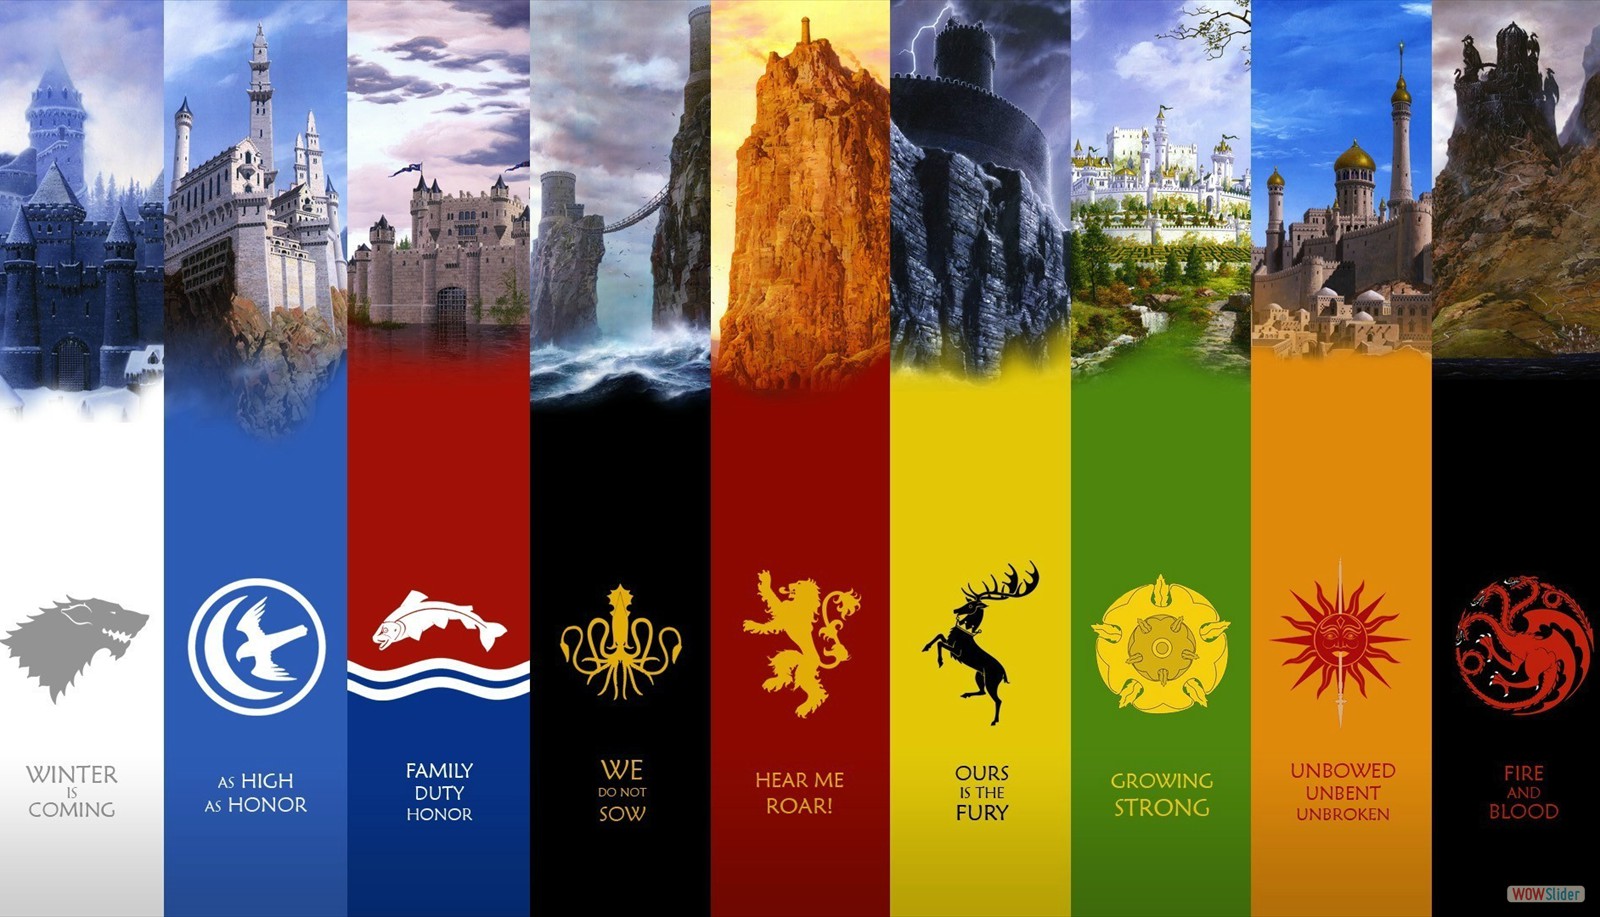 WINTER
IS
COMING
AS HIGH
AS HONOR
FAMILY
DUTY
HONOR
WE
DO NOT
SOW
HEAR ME
ROAR!
OURS
IS THE
FURY
GROWING
STRONG
UNBOWED
UNBENT
UNBROKEN
FIRE
AND
BLOOD
WOWSlider